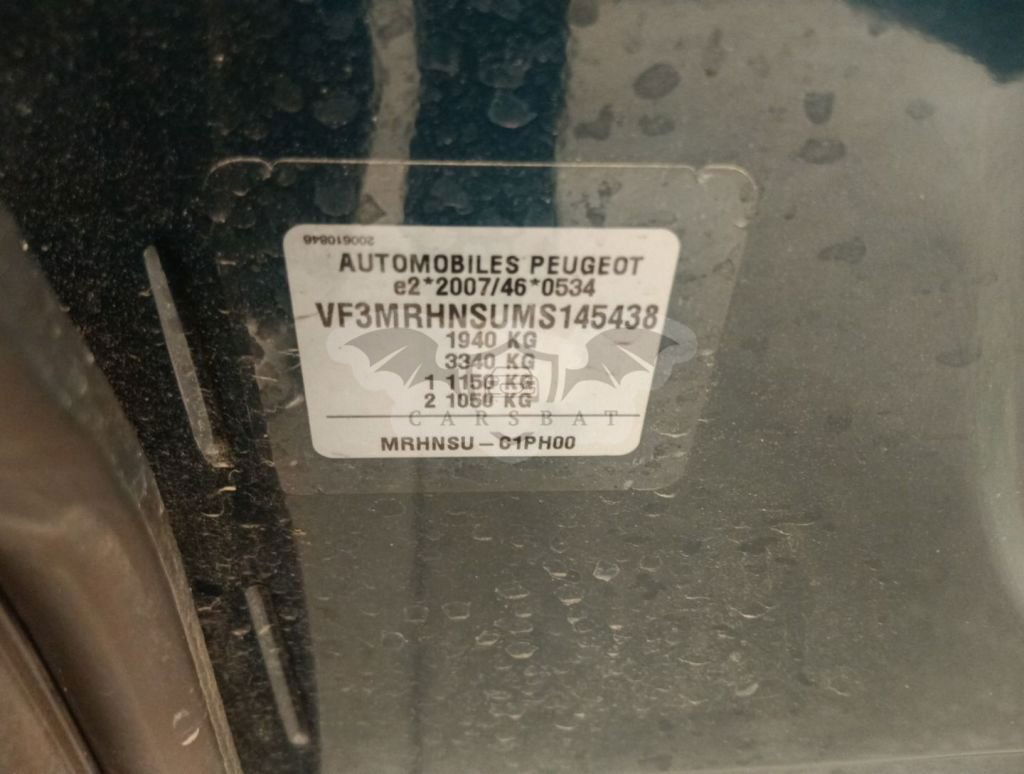 200610846
AUTOMOBILES PEUGEOT
e2*2007/46*0534
VF3MRHNSUMS145438
1940 KG
3340 KG
1 1150 KG
2 1050 KG
CARSBAT
MRHNSU – C1PH00